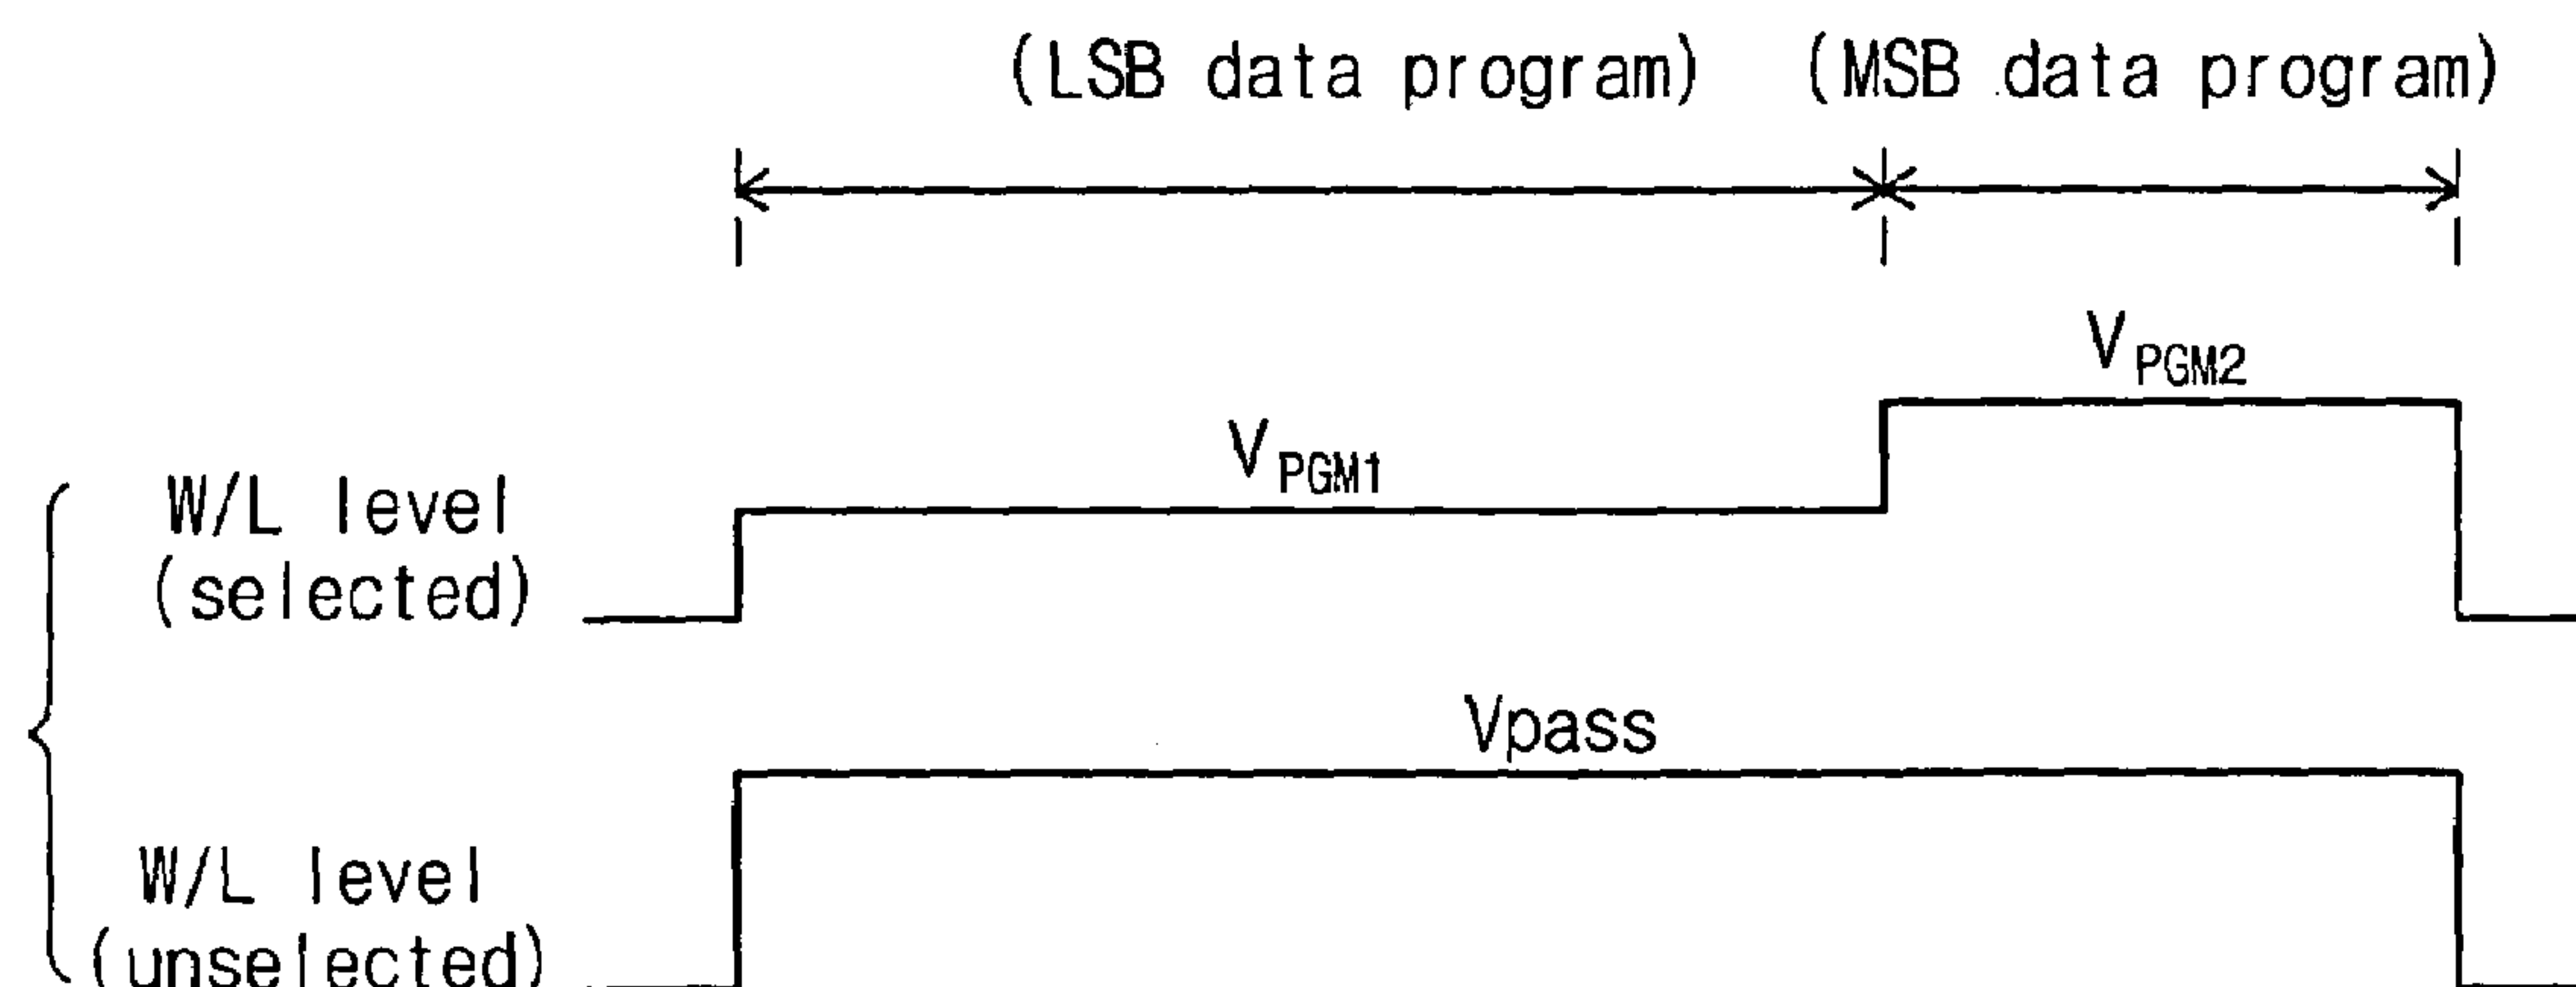 (LSB data program) (MSB data program)
VPGM2
VPGM1
W/L level
(selected)
Vpass
W/L level
(unselected)